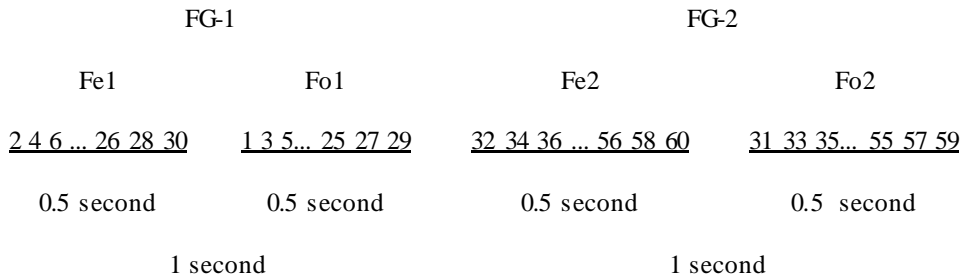 FG-1 FG-2
Fe1 Fo1 Fe2 Fo2
2 4 6 ... 26 28 30 1 3 5... 25 27 29 32 34 36 ... 56 58 60 31 33 35... 55 57 59
0.5 second 0.5 second 0.5 second 0.5 second
1 second 1 second